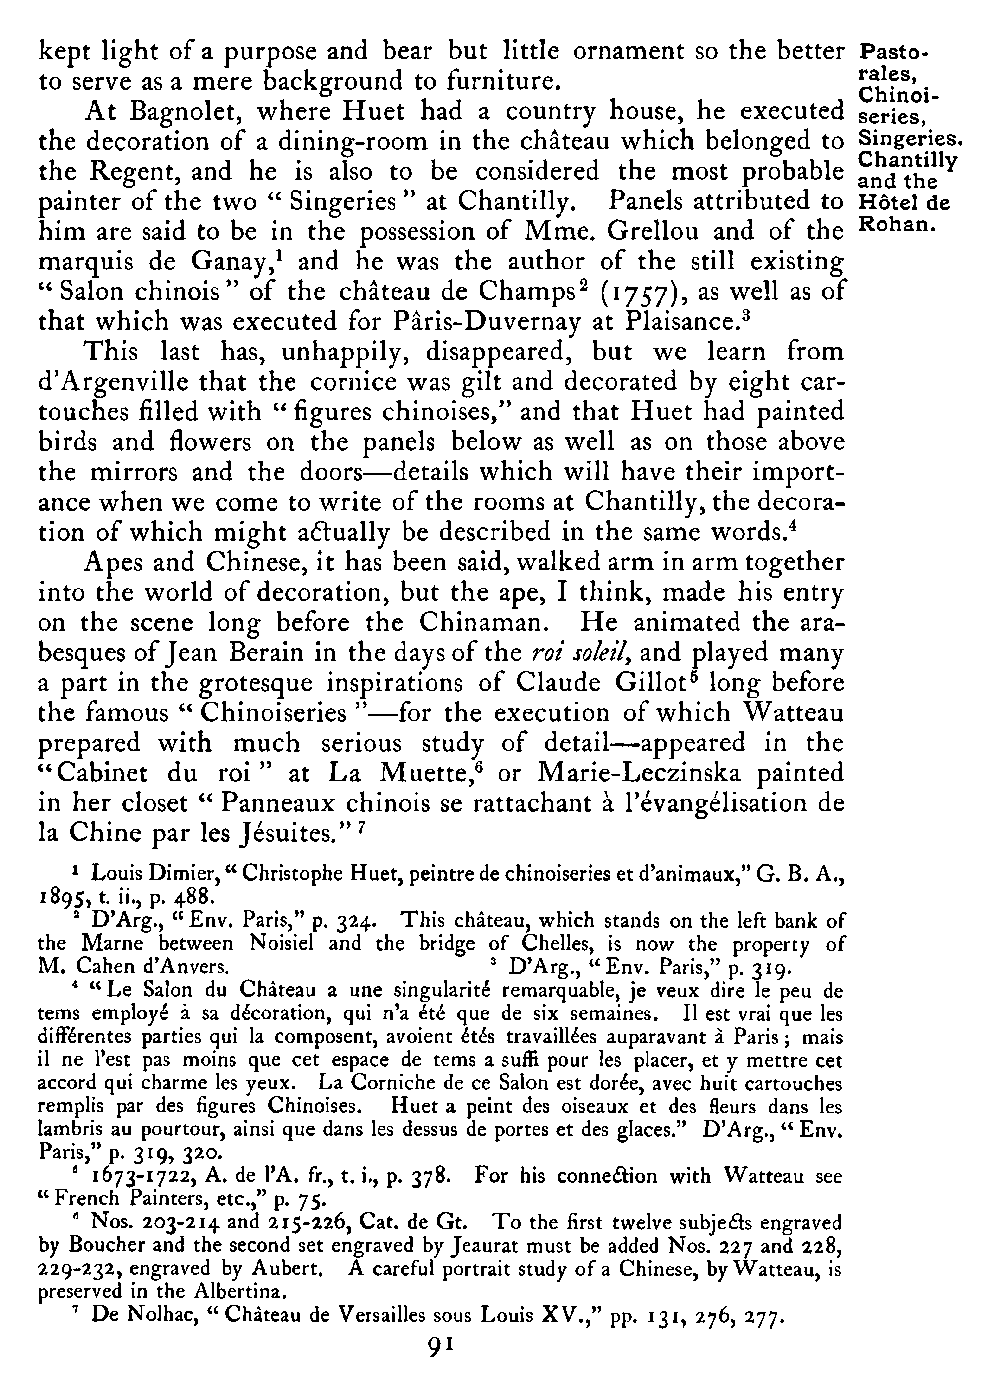 kept light of a purpose and bear but little ornament so the better
to serve as a mere background to furniture.
At Bagnolet, where Huet had a country house, he executed
the decoration of a dining-room in the château which belonged to
the Regent, and he is also to be considered the most probable
painter of the two “ Singeries ” at Chantilly. Panels attributed to
him are said to be in the possession of Mme. Grellou and of the
marquis de Ganay,¹ and he was the author of the still existing
“ Salon chinois ” of the château de Champs² (1757), as well as of
that which was executed for Pâris-Duvernay at Plaisance.³
This last has, unhappily, disappeared, but we learn from
d’Argenville that the cornice was gilt and decorated by eight car-
touches filled with “ figures chinoises,” and that Huet had painted
birds and flowers on the panels below as well as on those above
the mirrors and the doors—details which will have their import-
ance when we come to write of the rooms at Chantilly, the decora-
tion of which might actually be described in the same words.⁴
Apes and Chinese, it has been said, walked arm in arm together
into the world of decoration, but the ape, I think, made his entry
on the scene long before the Chinaman. He animated the ara-
besques of Jean Berain in the days of the roi soleil, and played many
a part in the grotesque inspirations of Claude Gillot⁵ long before
the famous “ Chinoiseries ”—for the execution of which Watteau
prepared with much serious study of detail—appeared in the
“ Cabinet du roi ” at La Muette,⁶ or Marie-Leczinska painted
in her closet “ Panneaux chinois se rattachant à l’évangélisation de
la Chine par les Jésuites.” ⁷
Pasto-
rales,
Chinoi-
series,
Singeries.
Chantilly
and the
Hôtel de
Rohan.
¹ Louis Dimier, “ Christophe Huet, peintre de chinoiseries et d’animaux,” G. B. A.,
1895, t. ii., p. 488.
² D’Arg., “ Env. Paris,” p. 324. This château, which stands on the left bank of
the Marne between Noisiel and the bridge of Chelles, is now the property of
M. Cahen d’Anvers. ³ D’Arg., “ Env. Paris,” p. 319.
⁴ “ Le Salon du Château a une singularité remarquable, je veux dire le peu de
tems employé à sa décoration, qui n’a été que de six semaines. Il est vrai que les
différentes parties qui la composent, avoient étés travaillées auparavant à Paris ; mais
il ne l’est pas moins que cet espace de tems a suffi pour les placer, et y mettre cet
accord qui charme les yeux. La Corniche de ce Salon est dorée, avec huit cartouches
remplis par des figures Chinoises. Huet a peint des oiseaux et des fleurs dans les
lambris au pourtour, ainsi que dans les dessus de portes et des glaces.” D’Arg., “ Env.
Paris,” p. 319, 320.
⁵ 1673-1722, A. de l’A. fr., t. i., p. 378. For his connection with Watteau see
“ French Painters, etc.,” p. 75.
⁶ Nos. 203-214 and 215-226, Cat. de Gt. To the first twelve subjects engraved
by Boucher and the second set engraved by Jeaurat must be added Nos. 227 and 228,
229-232, engraved by Aubert. A careful portrait study of a Chinese, by Watteau, is
preserved in the Albertina.
⁷ De Nolhac, “ Château de Versailles sous Louis XV.,” pp. 131, 276, 277.
91